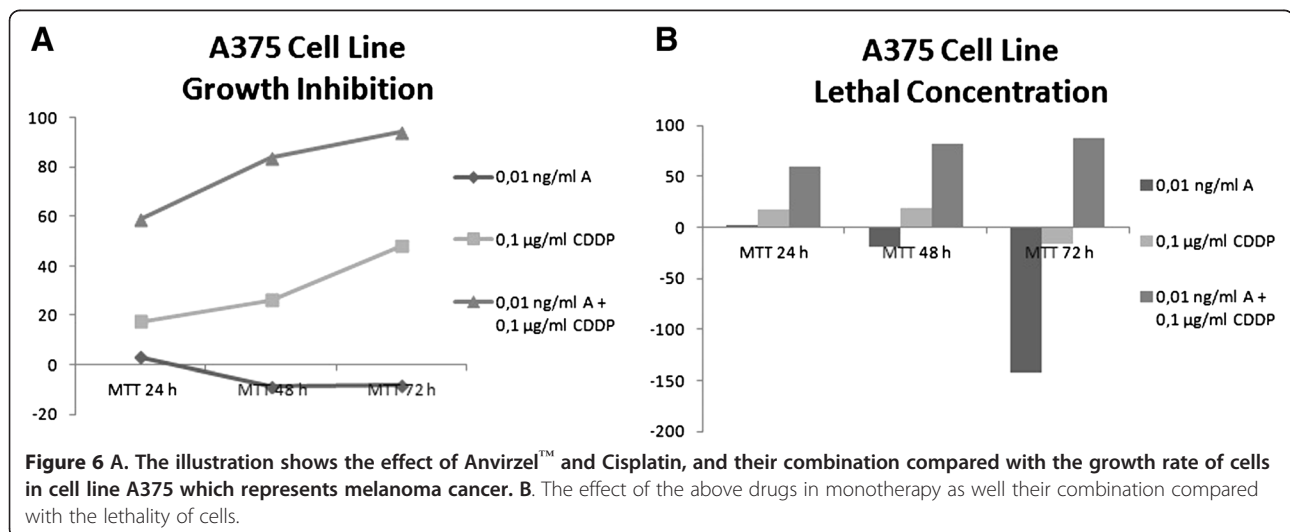 A
A375 Cell Line
Growth Inhibition
100
80
60
40
20
0
-20
MTT 24 h
MTT 48 h
MTT 72 h
0,01 ng/ml A
0,1 µg/ml CDDP
0,01 ng/ml A +
0,1 µg/ml CDDP
B
A375 Cell Line
Lethal Concentration
100
50
0
-50
-100
-150
-200
MTT 24 h
MTT 48 h
MTT 72 h
0,01 ng/ml A
0,1 µg/ml CDDP
0,01 ng/ml A +
0,1 µg/ml CDDP
Figure 6 A. The illustration shows the effect of Anvirzel™ and Cisplatin, and their combination compared with the growth rate of cells
in cell line A375 which represents melanoma cancer. B. The effect of the above drugs in monotherapy as well their combination compared
with the lethality of cells.